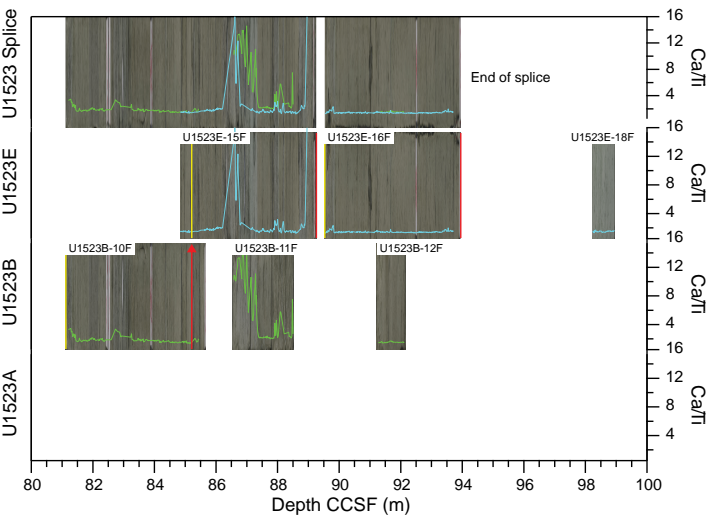 U1523 Splice
16
12
8
4
Ca/Ti
End of splice
U1523E
U1523E-15F
U1523E-16F
U1523E-18F
16
12
8
4
Ca/Ti
U1523B
U1523B-10F
U1523B-11F
U1523B-12F
16
12
8
4
Ca/Ti
U1523A
16
12
8
4
Ca/Ti
80 82 84 86 88 90 92 94 96 98 100
Depth CCSF (m)